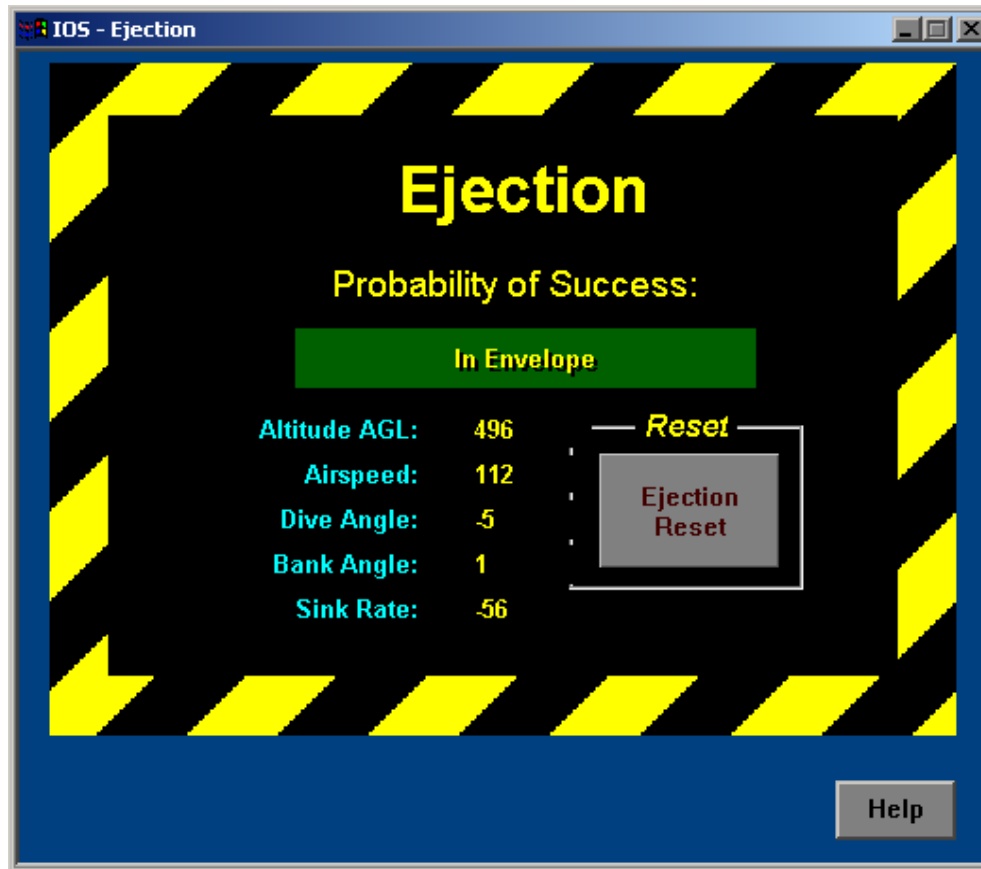 IOS - Ejection
Ejection
Probability of Success:
In Envelope
Altitude AGL: 496
Airspeed: 112
Dive Angle: -5
Bank Angle: 1
Sink Rate: -56
Reset
Ejection
Reset
Help